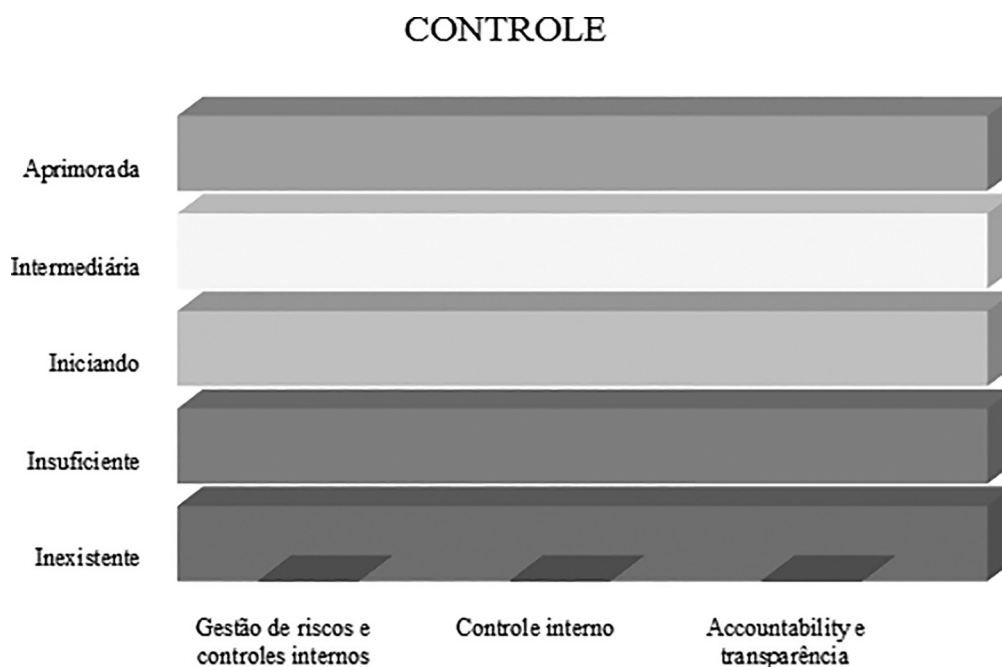 CONTROLE
Aprimorada
Intermediária
Iniciando
Insuficiente
Inexistente
Gestão de riscos e
controles internos
Controle interno
Accountability e
transparência